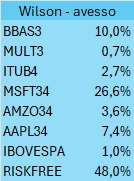 Wilson - avesso
BBAS3 10,0%
MULT3 0,7%
ITUB4 2,7%
MSFT34 26,6%
AMZO34 3,6%
AAPL34 7,4%
IBOVESPA 1,0%
RISKFREE 48,0%